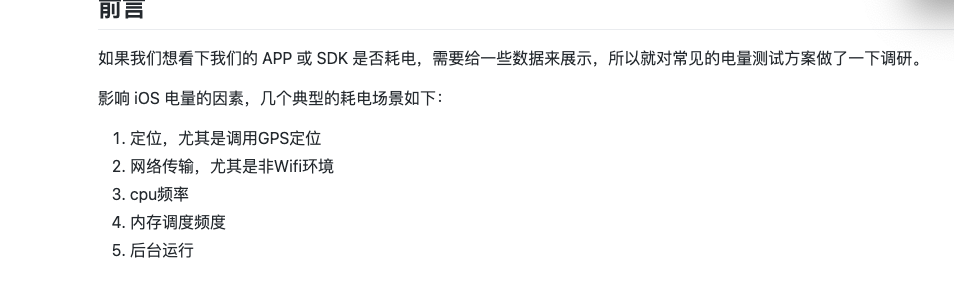 前言
如果我们想看下我们的 APP 或 SDK 是否耗电，需要给一些数据来展示，所以就对常见的电量测试方案做了一下调研。
影响 iOS 电量的因素，几个典型的耗电场景如下：
1. 定位，尤其是调用GPS定位
2. 网络传输，尤其是非Wifi环境
3. cpu频率
4. 内存调度频度
5. 后台运行